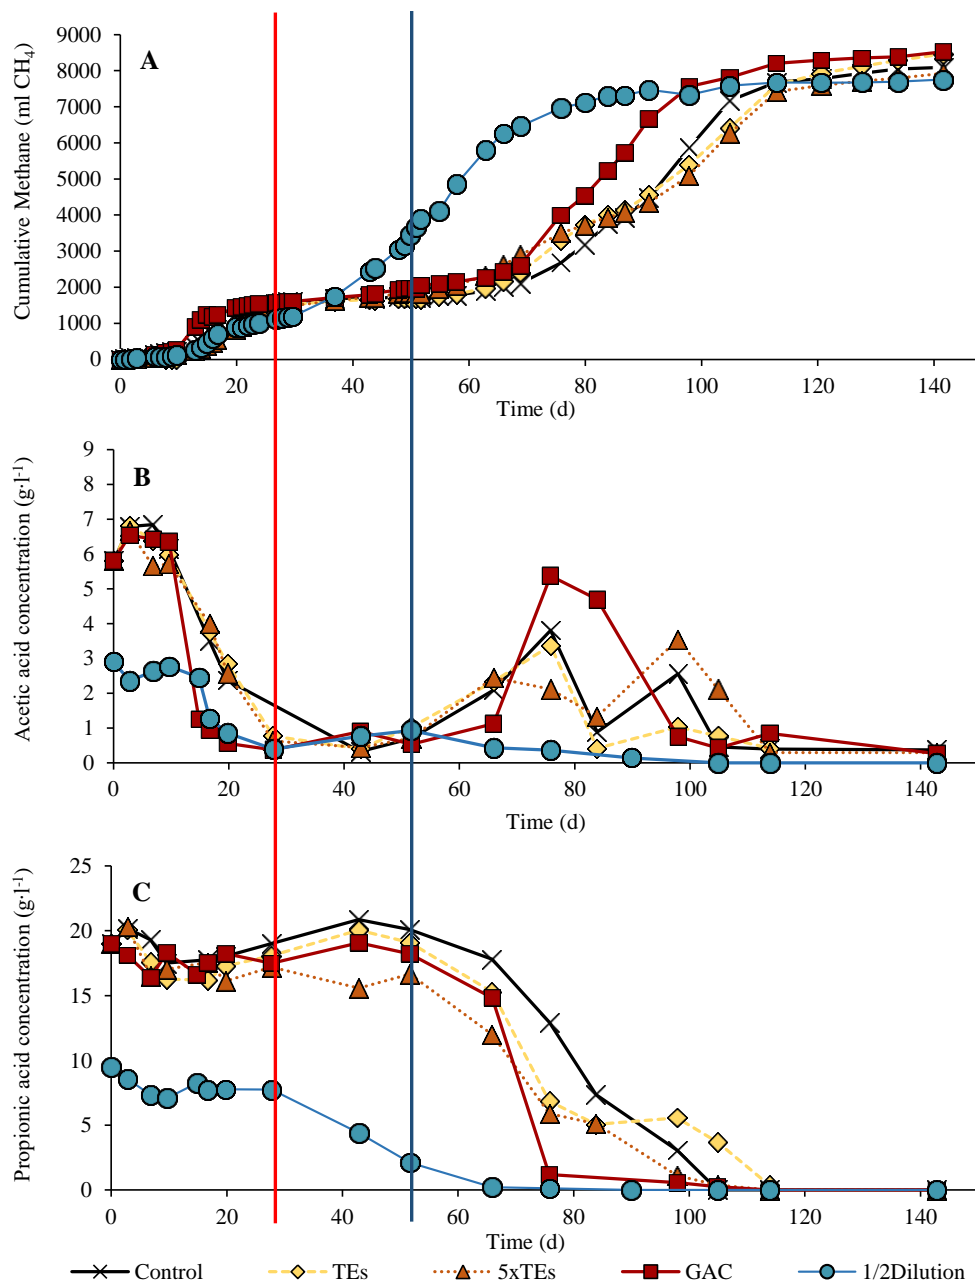 A
Cumulative Methane (ml CH4)
9000
8000
7000
6000
5000
4000
3000
2000
1000
0
0 20 40 60 80 100 120 140
Time (d)
B
Acetic acid concentration (g·l-1)
9
8
7
6
5
4
3
2
1
0
0 20 40 60 80 100 120 140
Time (d)
C
Propionic acid concentration (g·l-1)
25
20
15
10
5
0
0 20 40 60 80 100 120 140
Time (d)
Control TEs 5xTEs GAC 1/2Dilution